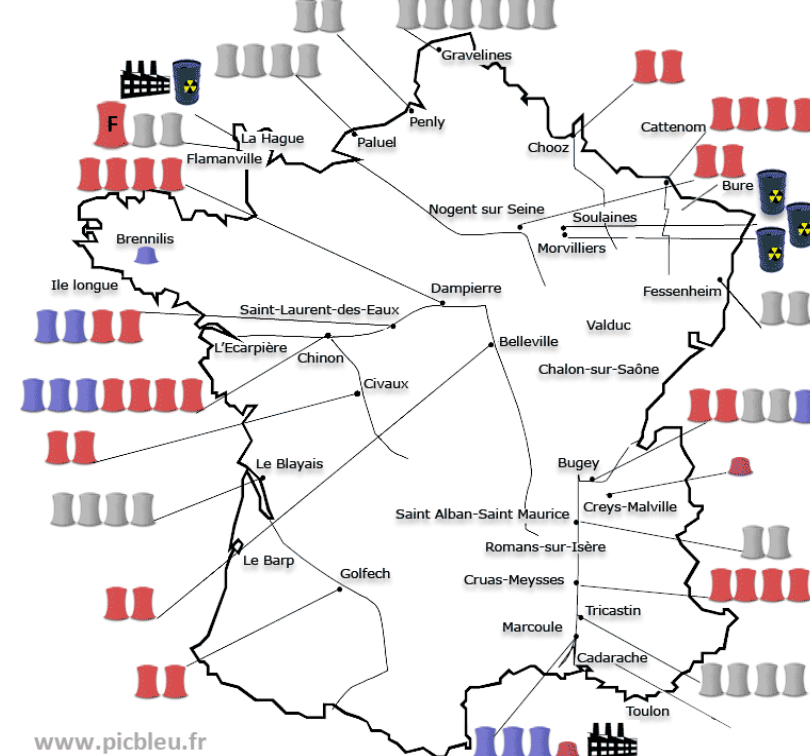 Gravelines
Penly
F
La Hague
Paluel
Chooz
Cattenom
Flamanville
Bure
Nogent sur Seine
Soulaines
Brennilis
Morvilliers
Ile longue
Dampierre
Fessenheim
Saint-Laurent-des-Eaux
Valduc
L'Ecarpière
Belleville
Chinon
Chalon-sur-Saône
Civaux
Le Blayais
Bugey
Creys-Malville
Saint Alban-Saint Maurice
Romans-sur-Isère
Le Barp
Golfech
Cruas-Meysses
Tricastin
Marcoule
Cadarache
Toulon
www.picbleu.fr